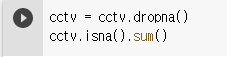 cctv = cctv.dropna()
cctv.isna().sum()